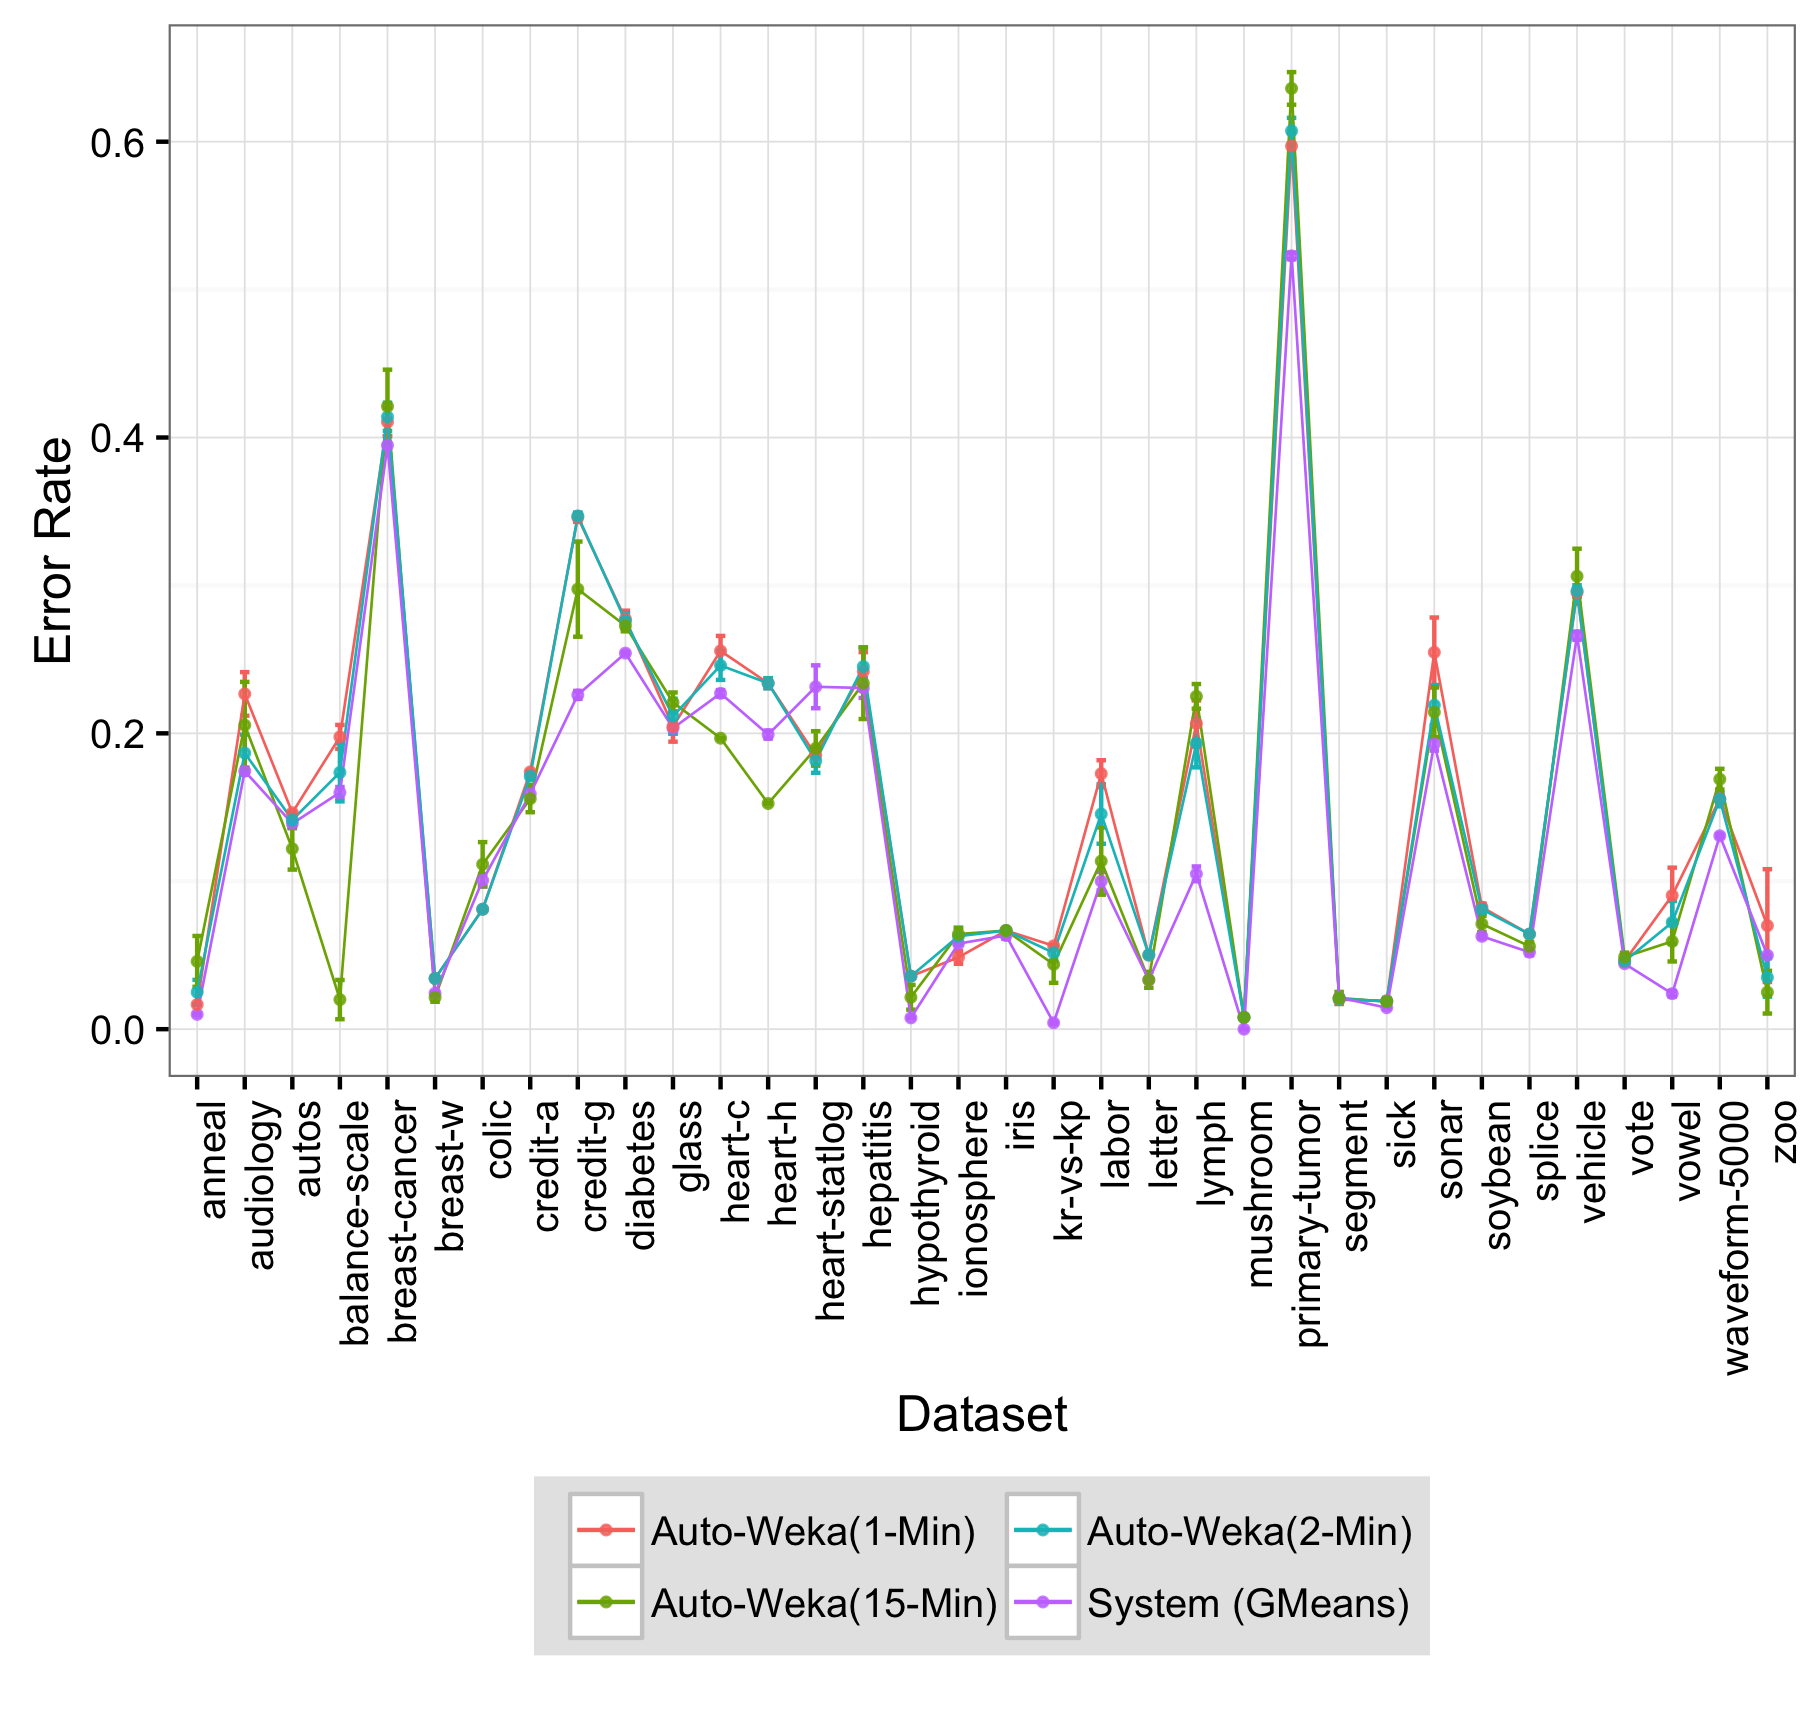 Error Rate
0.6
0.4
0.2
0.0
anneal
audiology
autos
balance-scale
breast-cancer
breast-w
colic
credit-a
credit-g
diabetes
glass
heart-c
heart-h
heart-statlog
hepatitis
hypothyroid
ionosphere
iris
kr-vs-kp
labor
letter
lymph
mushroom
primary-tumor
segment
sick
sonar
soybean
splice
vehicle
vote
vowel
waveform-5000
zoo
Dataset
Auto-Weka(1-Min)
Auto-Weka(2-Min)
Auto-Weka(15-Min)
System (GMeans)